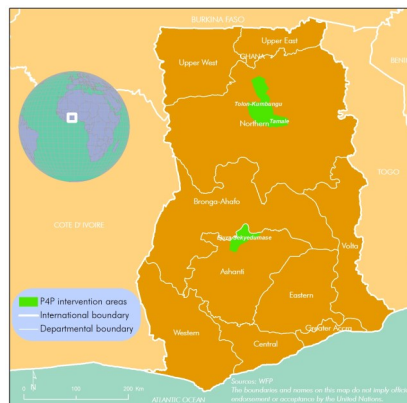 BURKINA FASO
Upper East
Upper West
GHANA
BENI
Tolon-Kumbungu
Tamale
Northern
TOGO
Brongo-Ahafo
COTE D'IVOIRE
Volta
Ashanti
P4P intervention areas
International boundary
Departmental boundary
Eastern
Western
Greater Accra
Central
0
100
200 km
ATLANTIC OCEAN
Sources: WFP
The boundaries and names on this map do not imply official
endorsement or acceptance by the United Nations.